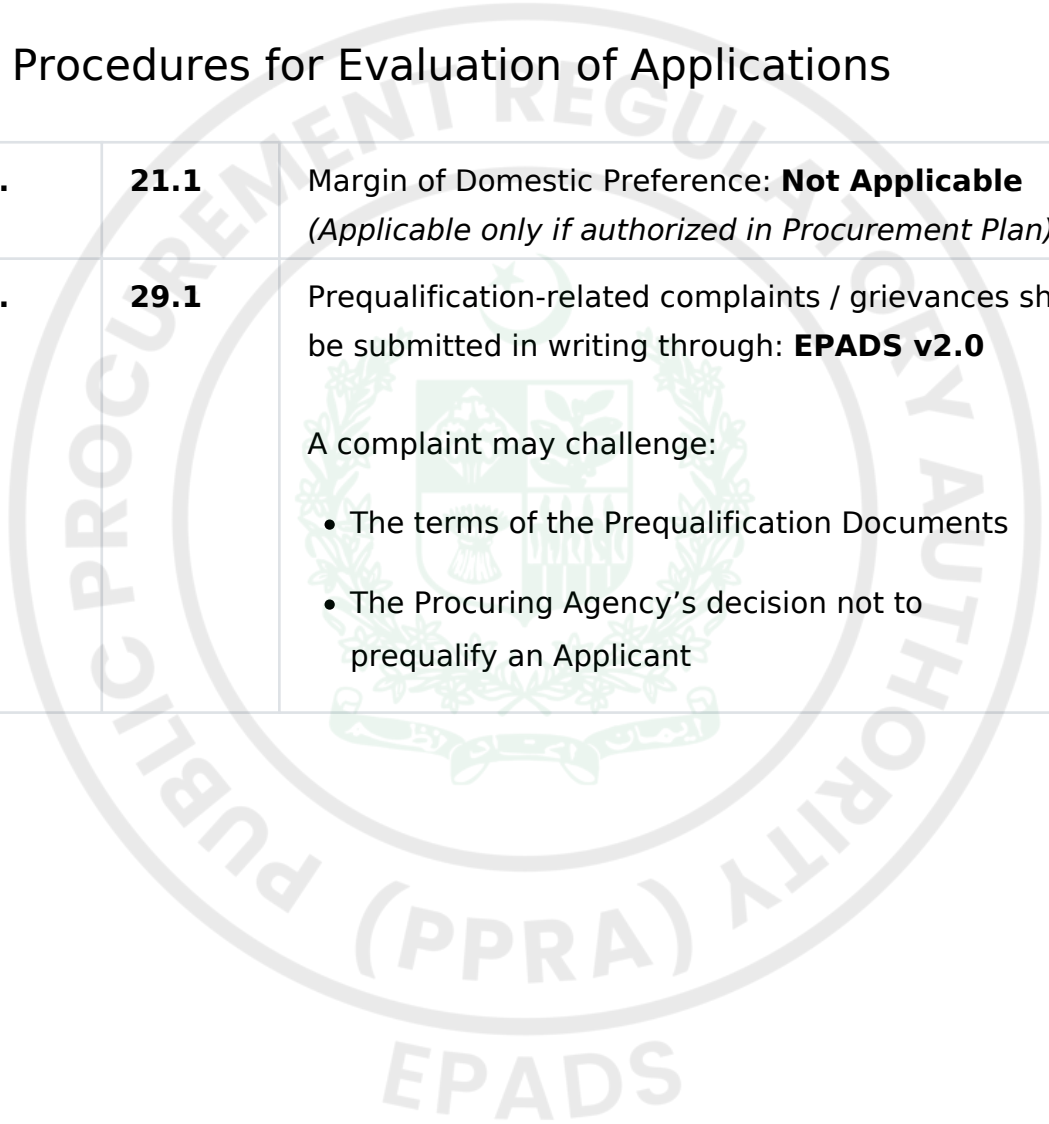 Procedures for Evaluation of Applications
. 21.1 Margin of Domestic Preference: Not Applicable
(Applicable only if authorized in Procurement Plan)
. 29.1 Prequalification-related complaints / grievances sh
be submitted in writing through: EPADS v2.0
A complaint may challenge:
• The terms of the Prequalification Documents
• The Procuring Agency’s decision not to
prequalify an Applicant
PUBLIC PROCUREMENT REGULATORY AUTHORITY
(PPRA)
EPADS